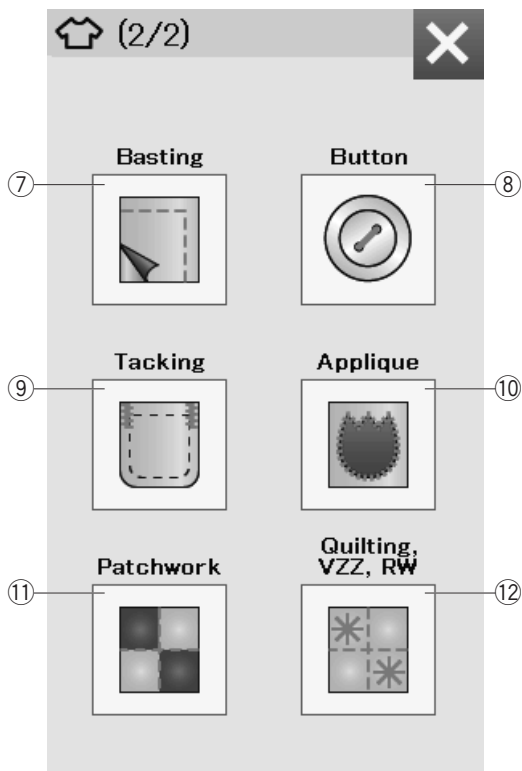 (2/2)
Basting
Button
⑦
⑧
Tacking
Applique
⑨
⑩
Patchwork
Quilting,
VZZ, RW
⑪
⑫